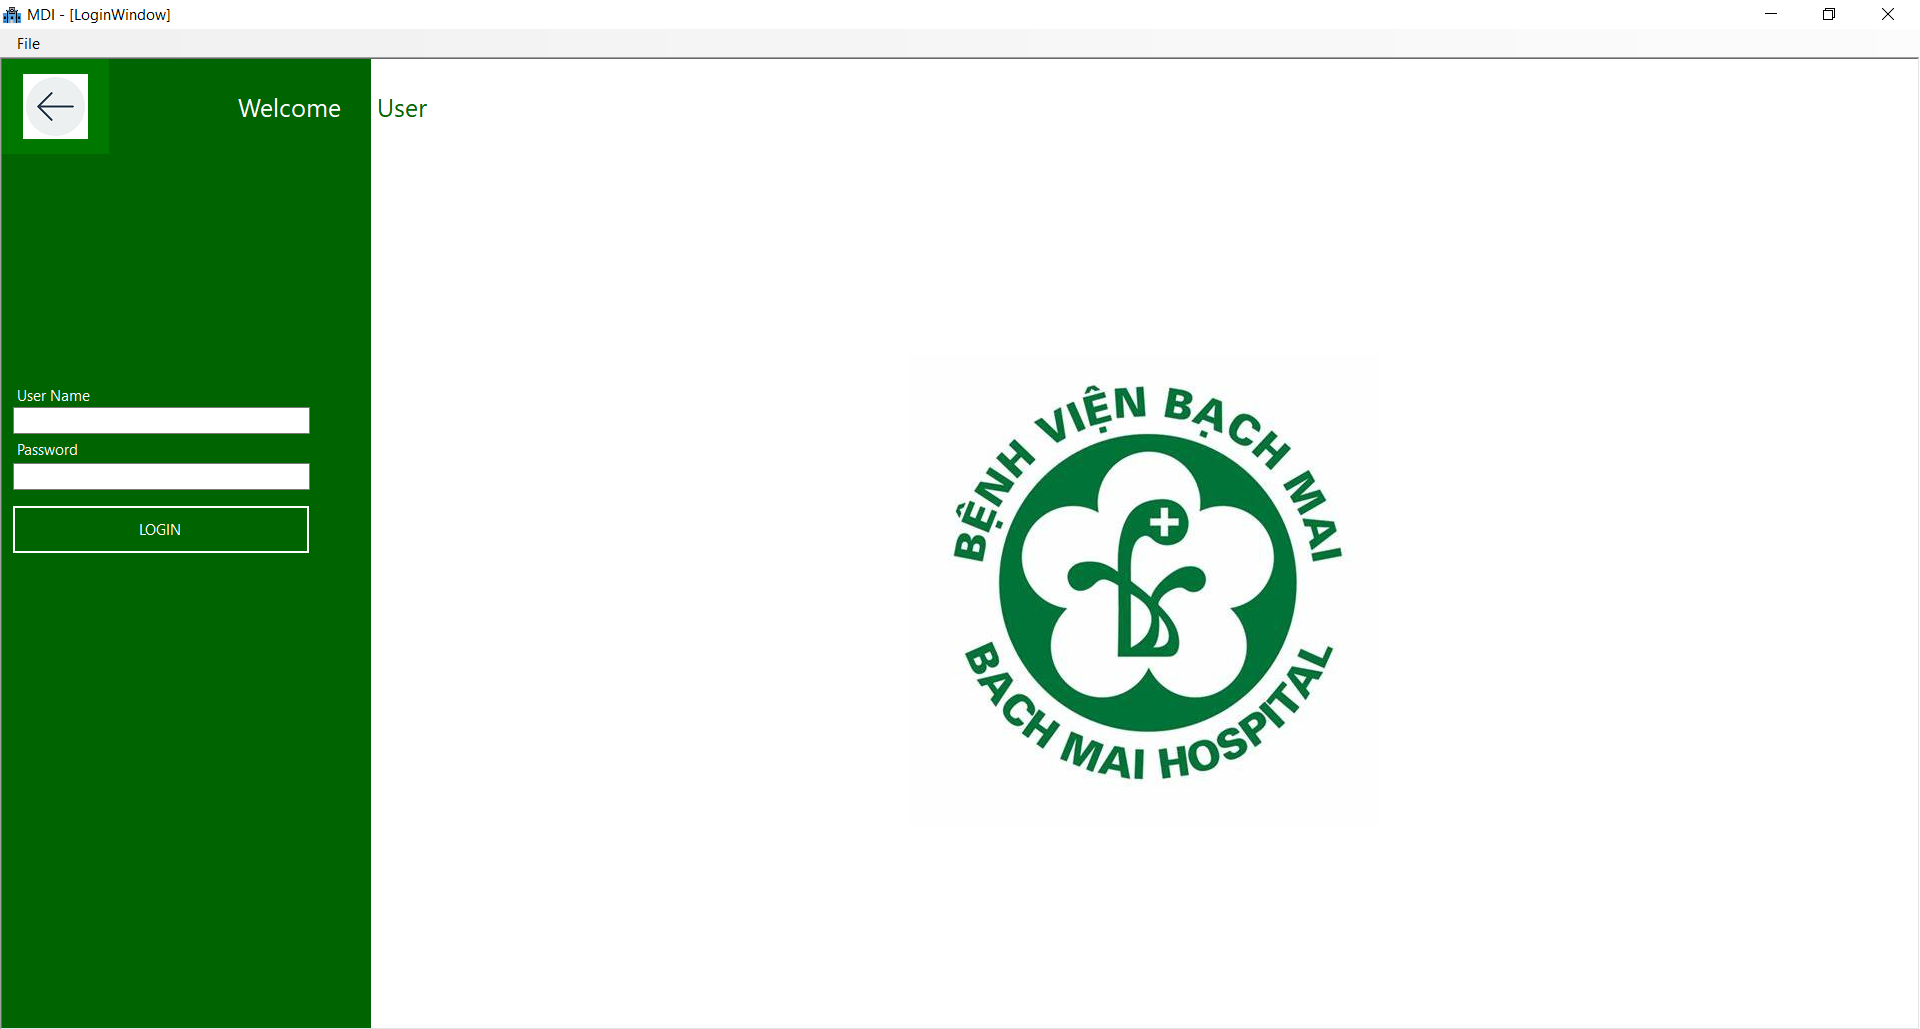 MDI - [LoginWindow]
File
Welcome User
User Name
Password
LOGIN
BỆNH VIỆN BẠCH MAI
BACH MAI HOSPITAL